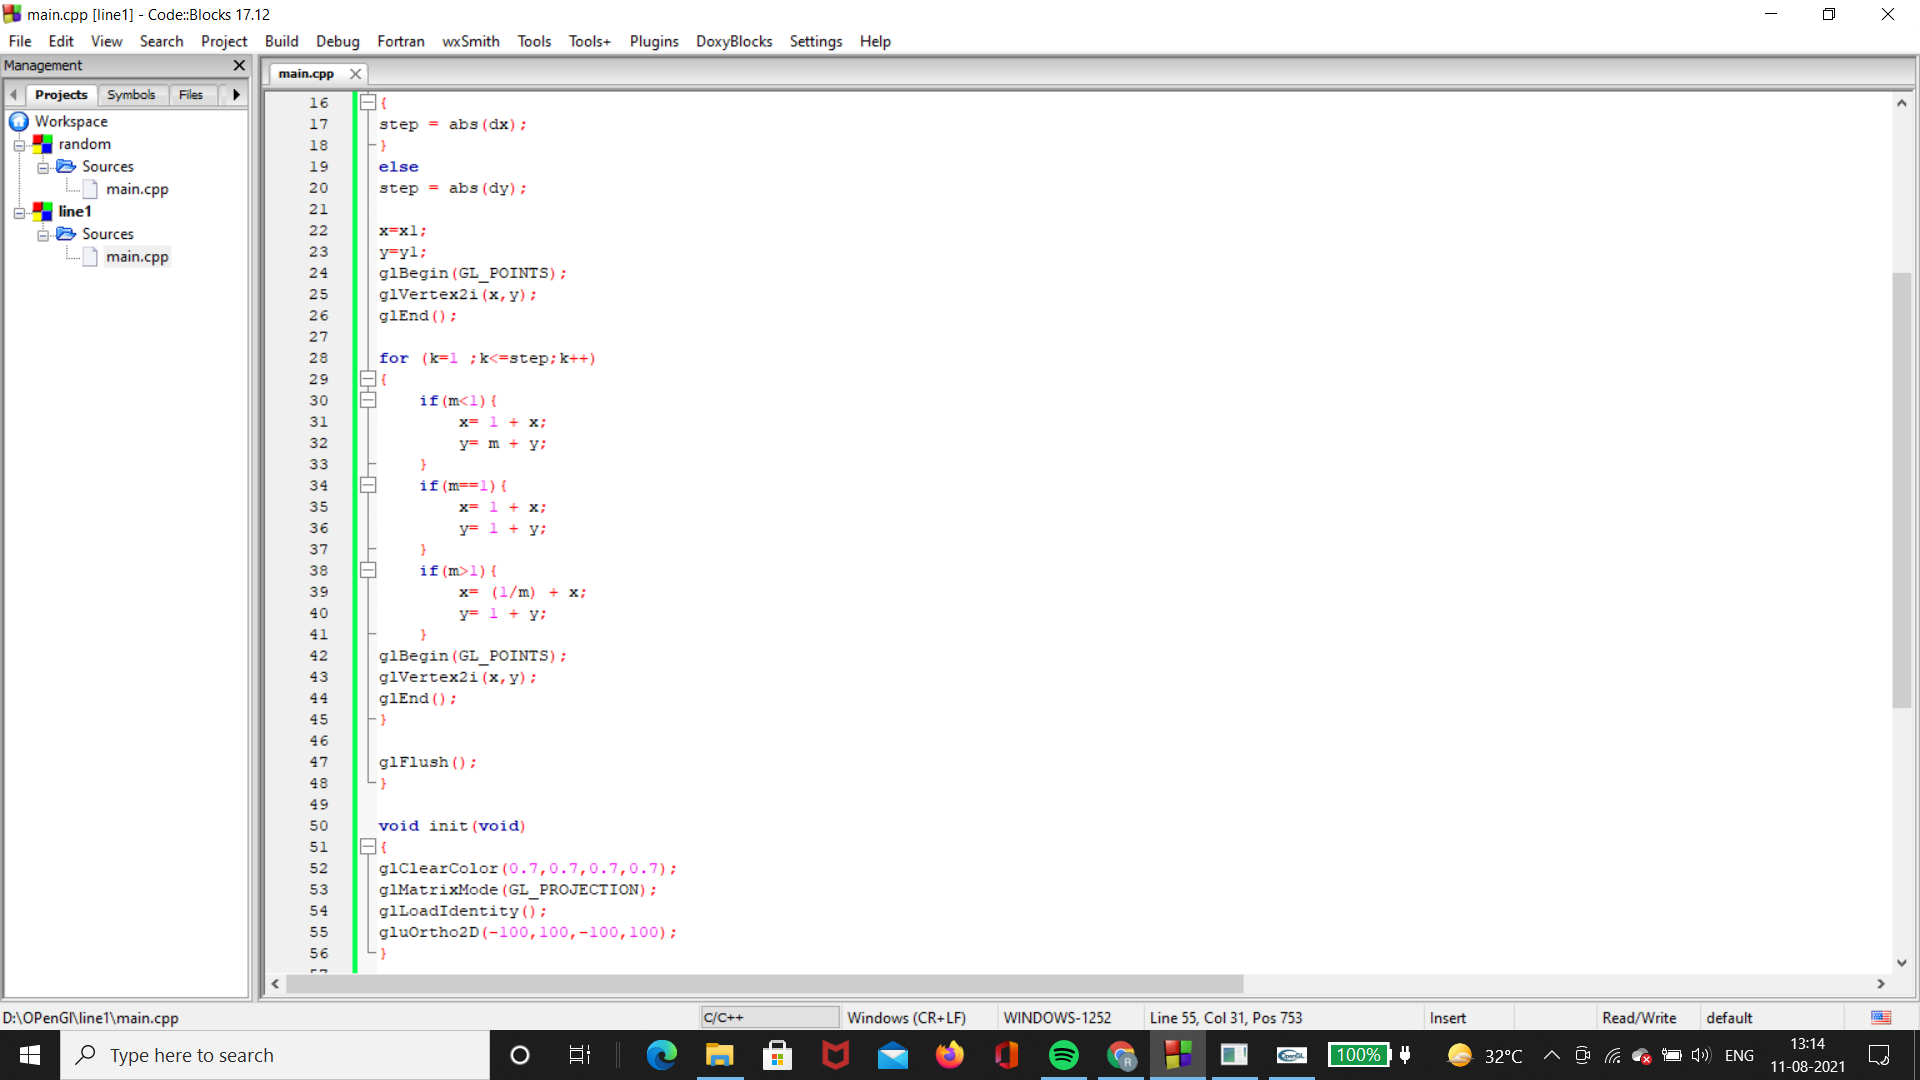 main.cpp [line1] - Code::Blocks 17.12
File Edit View Search Project Build Debug Fortran wxSmith Tools Tools+ Plugins DoxyBlocks Settings Help
Management
Projects Symbols Files
Workspace
random
Sources
main.cpp
line1
Sources
main.cpp
main.cpp
16 {
17 step = abs(dx);
18 }
19 else
20 step = abs(dy);
21
22 x=x1;
23 y=y1;
24 glBegin(GL_POINTS);
25 glVertex2i(x,y);
26 glEnd();
27
28 for (k=1 ;k<=step;k++)
29 {
30 if(m<1){
31 x= 1 + x;
32 y= m + y;
33 }
34 if(m==1){
35 x= 1 + x;
36 y= 1 + y;
37 }
38 if(m>1){
39 x= (1/m) + x;
40 y= 1 + y;
41 }
42 glBegin(GL_POINTS);
43 glVertex2i(x,y);
44 glEnd();
45 }
46
47 glFlush();
48 }
49
50 void init(void)
51 {
52 glClearColor(0.7,0.7,0.7,0.7);
53 glMatrixMode(GL_PROJECTION);
54 glLoadIdentity();
55 gluOrtho2D(-100,100,-100,100);
56 }
57
D:\OPenGl\line1\main.cpp C/C++ Windows (CR+LF) WINDOWS-1252 Line 55, Col 31, Pos 753 Insert Read/Write default
Type here to search
OpenGL
R
100%
32°C
ENG
13:14
11-08-2021